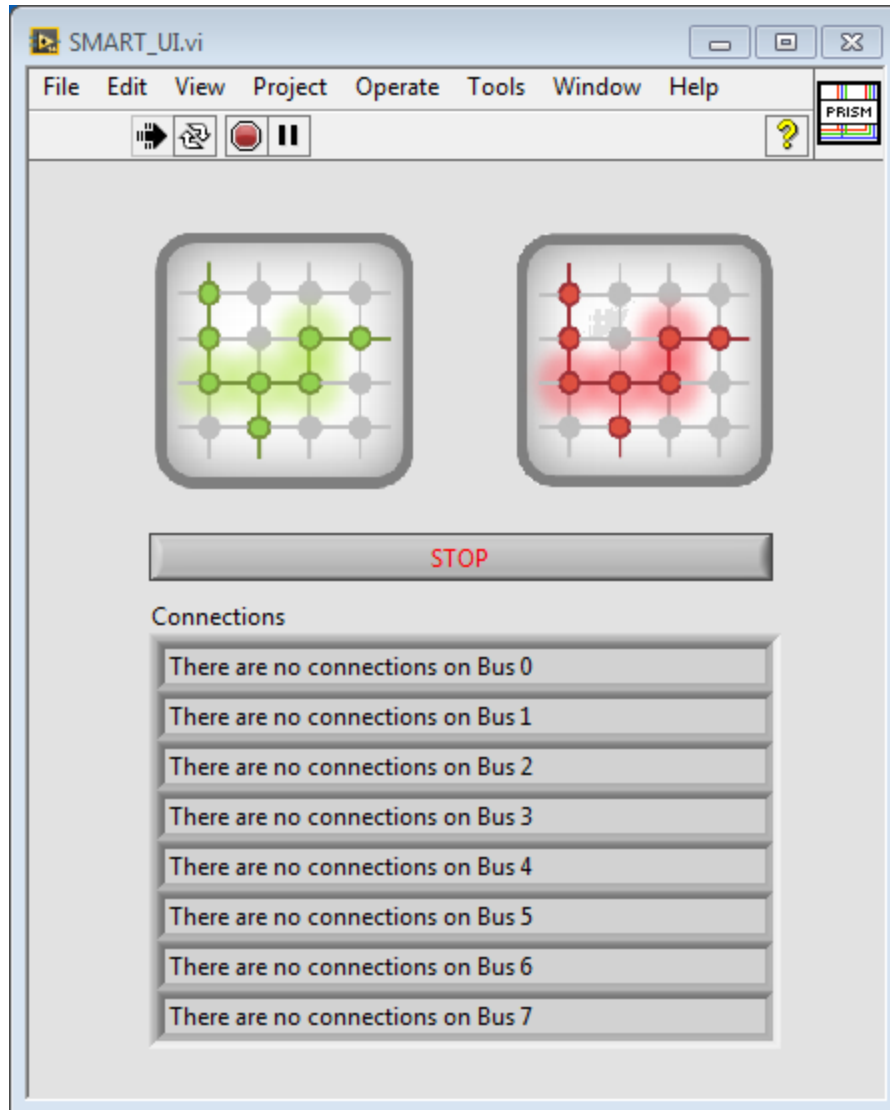 SMART_UI.vi
File Edit View Project Operate Tools Window Help
PRISM
STOP
Connections
There are no connections on Bus 0
There are no connections on Bus 1
There are no connections on Bus 2
There are no connections on Bus 3
There are no connections on Bus 4
There are no connections on Bus 5
There are no connections on Bus 6
There are no connections on Bus 7